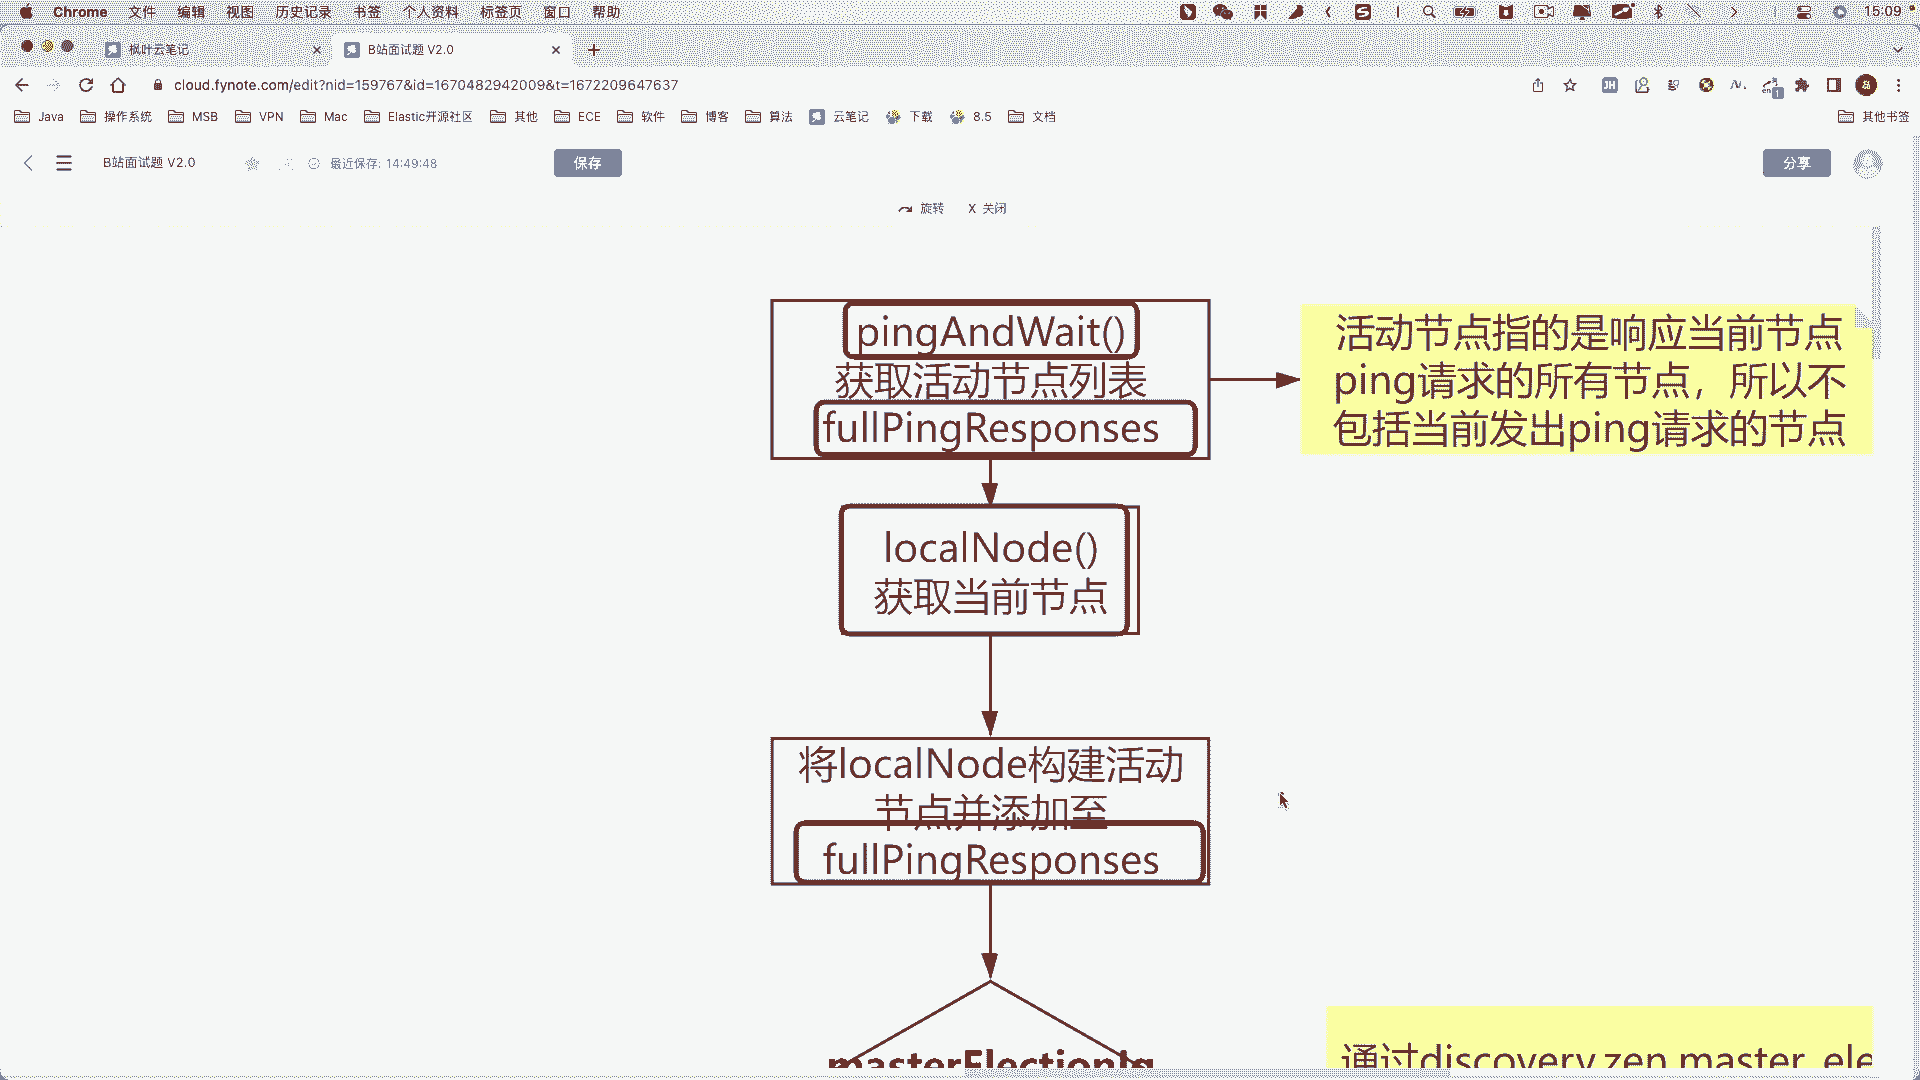 Chrome 文件 编辑 视图 历史记录 书签 个人资料 标签页 窗口 帮助 15:09
枫叶云笔记 B站面试题 V2.0
cloud.fynote.com/edit?nid=159767&id=1670482942009&t=1672209647637
Java 操作系统 MSB VPN Mac Elastic开源社区 其他 ECE 软件 博客 算法 云笔记 下载 8.5 文档 其他书签
B站面试题 V2.0 最近保存: 14:49:48 保存 分享
旋转 X 关闭
pingAndWait()
获取活动节点列表
fullPingResponses
活动节点指的是响应当前节点
ping请求的所有节点，所以不
包括当前发出ping请求的节点
localNode()
获取当前节点
将localNode构建活动
节点并添加至
fullPingResponses
masterElectionIg
通过discovery.zen.master_ele